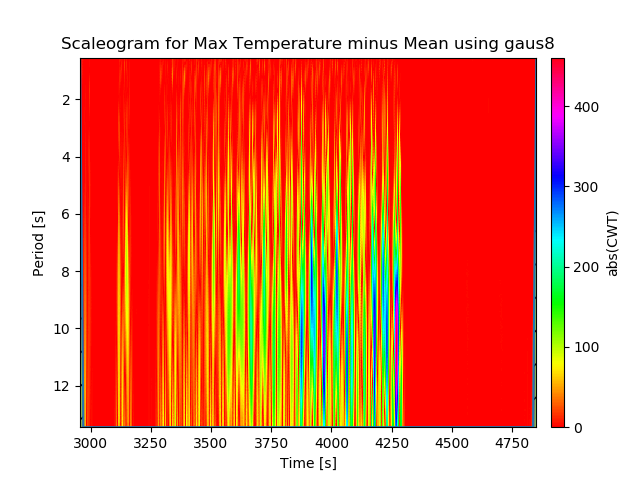 Scaleogram for Max Temperature minus Mean using gaus8
2
4
6
8
10
12
Period [s]
3000 3250 3500 3750 4000 4250 4500 4750
Time [s]
400
300
200
100
0
abs(CWT)